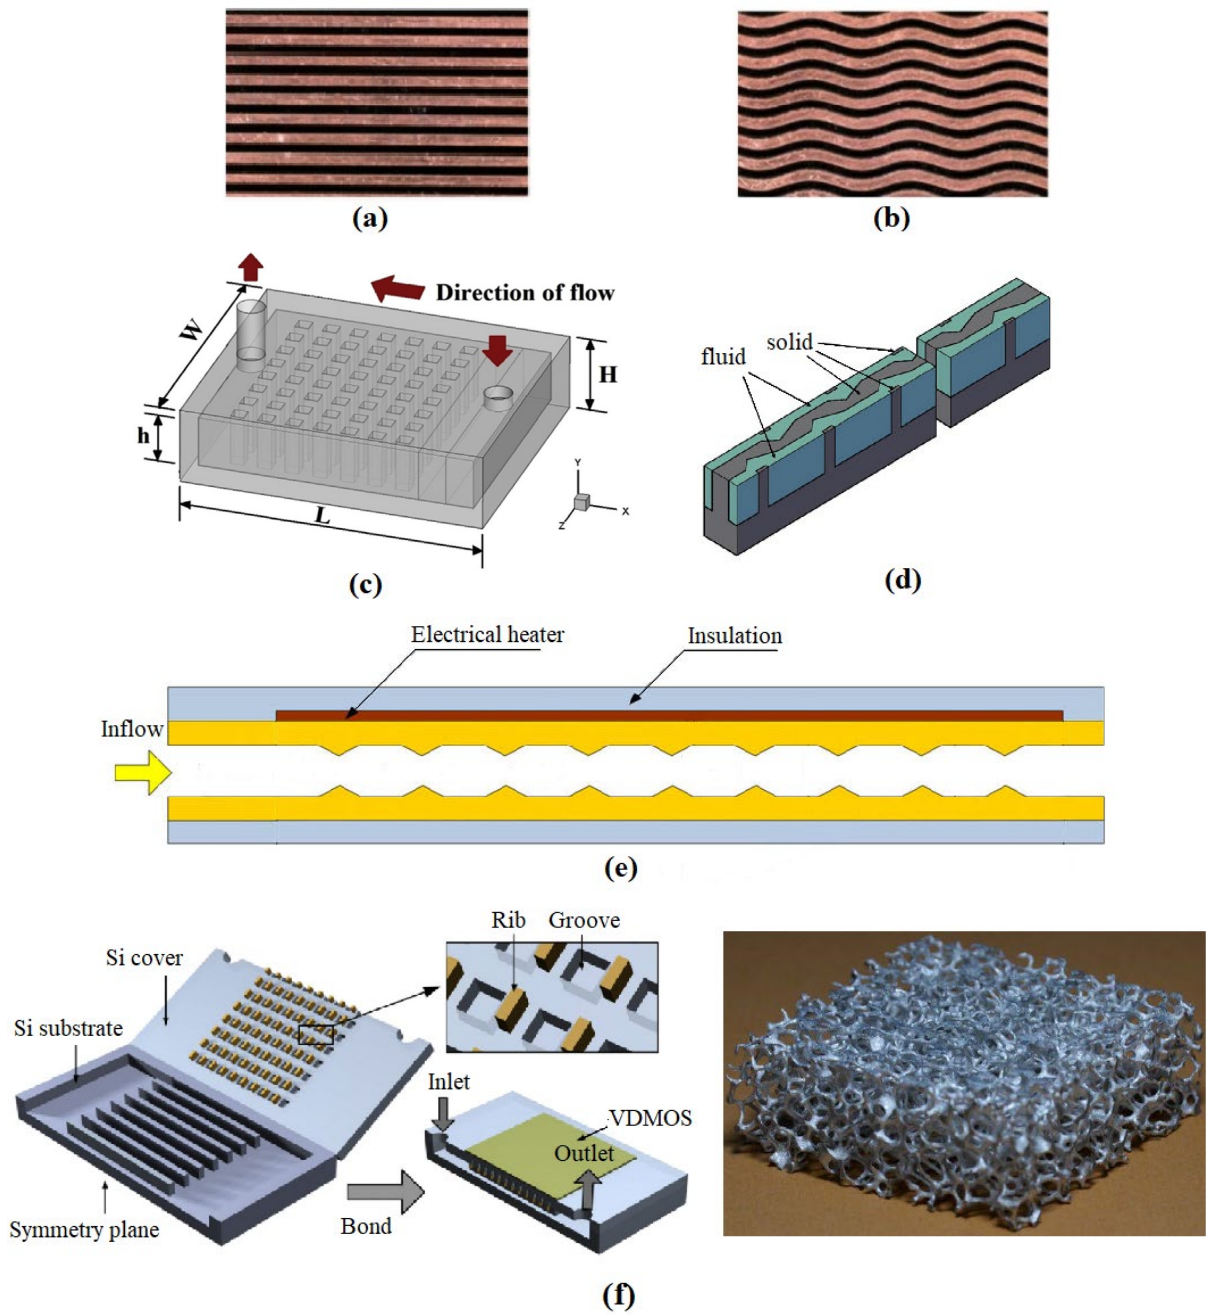 (a)
(b)
Direction of flow
W
H
h
L
Y
X
Z
(c)
solid
fluid
(d)
Electrical heater
Insulation
Inflow
(e)
Rib
Groove
Si cover
Si substrate
Inlet
VDMOS
Outlet
Symmetry plane
Bond
(f)